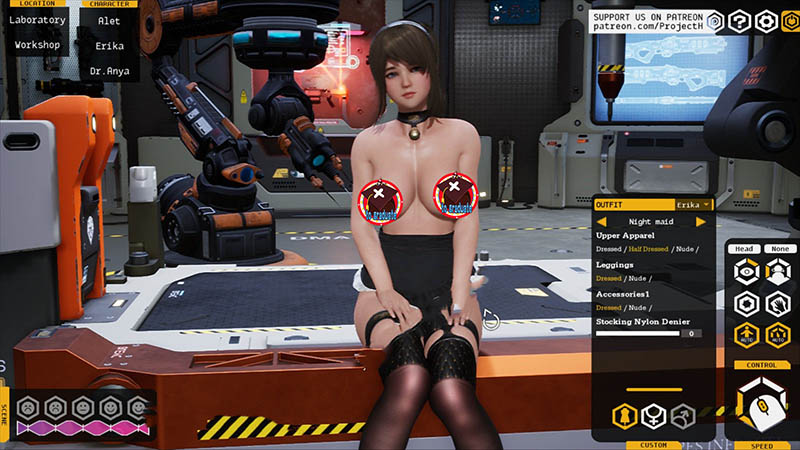 LOCATION
CHARACTER
Laboratory
Workshop
Alet
Erika
Dr.Anya
SUPPORT US ON PATREON
patreon.com/ProjectH
?
OUTFIT
Erika
Night maid
Upper Apparel
Dressed / Half Dressed / Nude /
Leggings
Dressed / Nude /
Accessories1
Dressed / Nude /
Stocking Nylon Denier
0
Head
None
AUTO
AUTO
CONTROL
SCENE
CUSTOM
SPEED